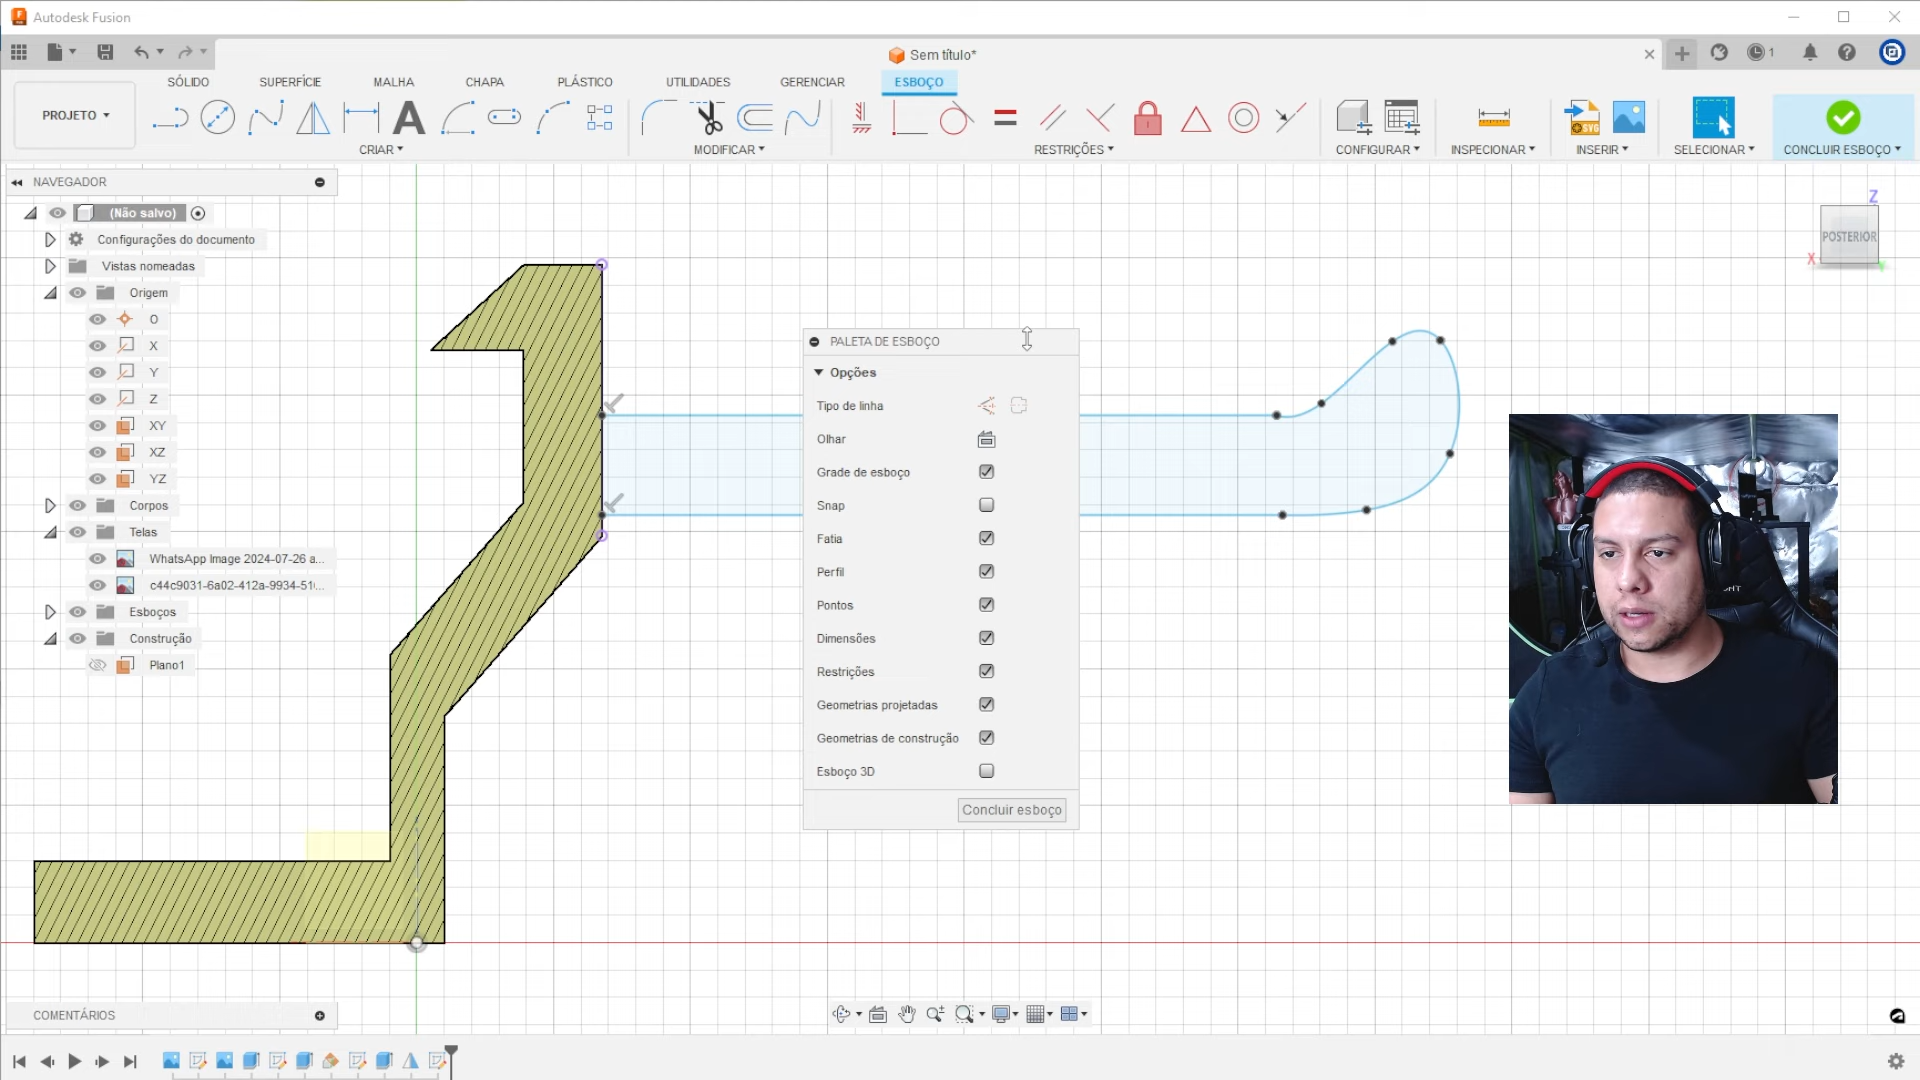 Autodesk Fusion
Sem título*
1
PROJETO
SÓLIDO
SUPERFÍCIE
MALHA
CHAPA
PLÁSTICO
UTILIDADES
GERENCIAR
ESBOÇO
CRIAR
MODIFICAR
RESTRIÇÕES
CONFIGURAR
INSPECIONAR
INSERIR
SELECIONAR
CONCLUIR ESBOÇO
NAVEGADOR
(Não salvo)
Configurações do documento
Vistas nomeadas
Origem
O
X
Y
Z
XY
XZ
YZ
Corpos
Telas
WhatsApp Image 2024-07-26 a...
c44c9031-6a02-412a-9934-51(...
Esboços
Construção
Plano1
PALETA DE ESBOÇO
Opções
Tipo de linha
Olhar
Grade de esboço
Snap
Fatia
Perfil
Pontos
Dimensões
Restrições
Geometrias projetadas
Geometrias de construção
Esboço 3D
Concluir esboço
Z
POSTERIOR
X
COMENTÁRIOS